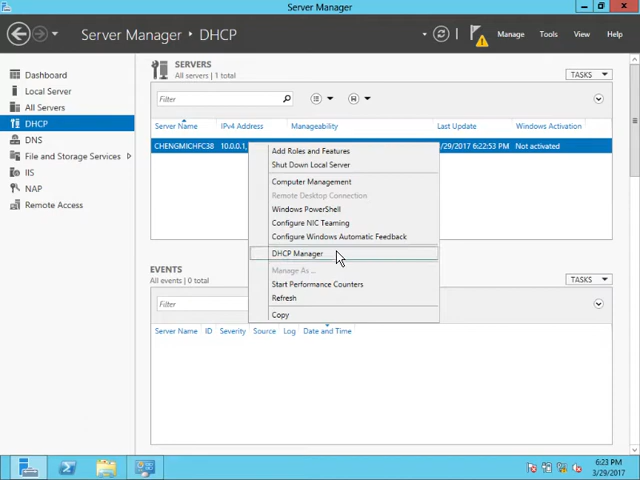 Server Manager
Server Manager • DHCP
Manage Tools View Help
Dashboard
Local Server
All Servers
DHCP
DNS
File and Storage Services
IIS
NAP
Remote Access
SERVERS
All servers | 1 total
TASKS
Filter
Server Name IPv4 Address Manageability Last Update Windows Activation
CHENGMICHFC38 10.0.0.1, /29/2017 6:22:53 PM Not activated
Add Roles and Features
Shut Down Local Server
Computer Management
Remote Desktop Connection
Windows PowerShell
Configure NIC Teaming
Configure Windows Automatic Feedback
DHCP Manager
Manage As ...
Start Performance Counters
Refresh
Copy
EVENTS
All events | 0 total
TASKS
Filter
Server Name ID Severity Source Log Date and Time
6:23 PM
3/29/2017